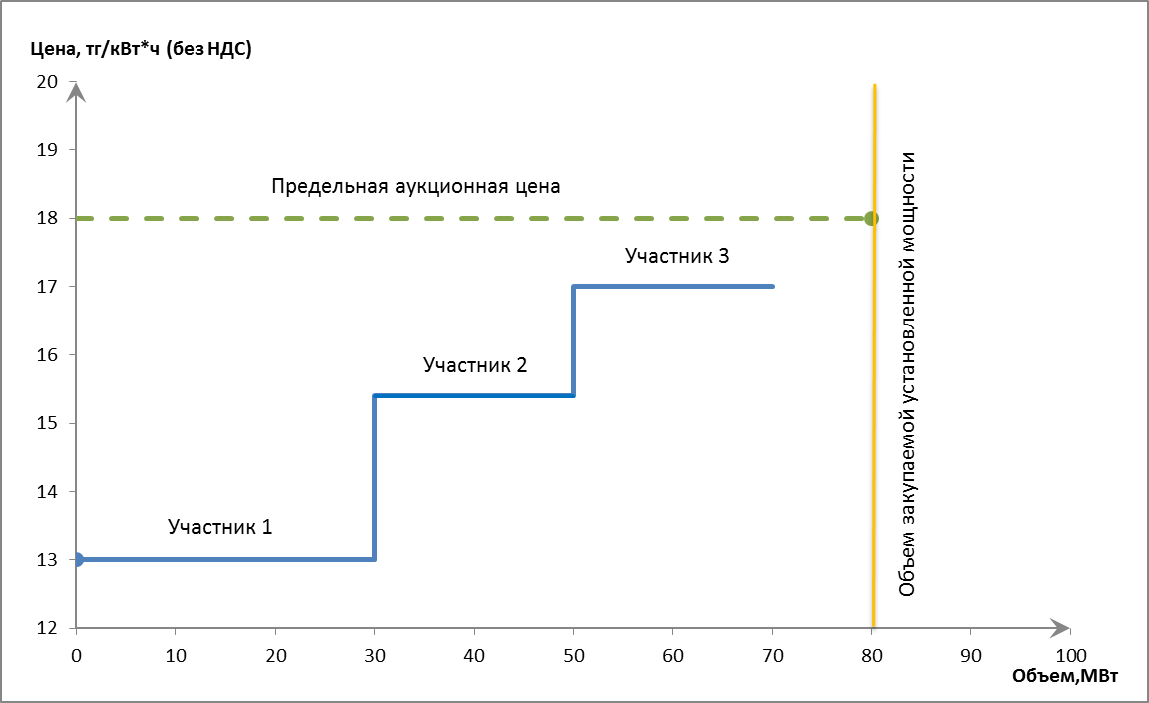 Цена, тг/кВт*ч (без НДС)
20
19
18
17
16
15
14
13
12
Предельная аукционная цена
Участник 3
Участник 2
Участник 1
Объем закупаемой установленной мощности
0 10 20 30 40 50 60 70 80 90 100
Объем,МВт